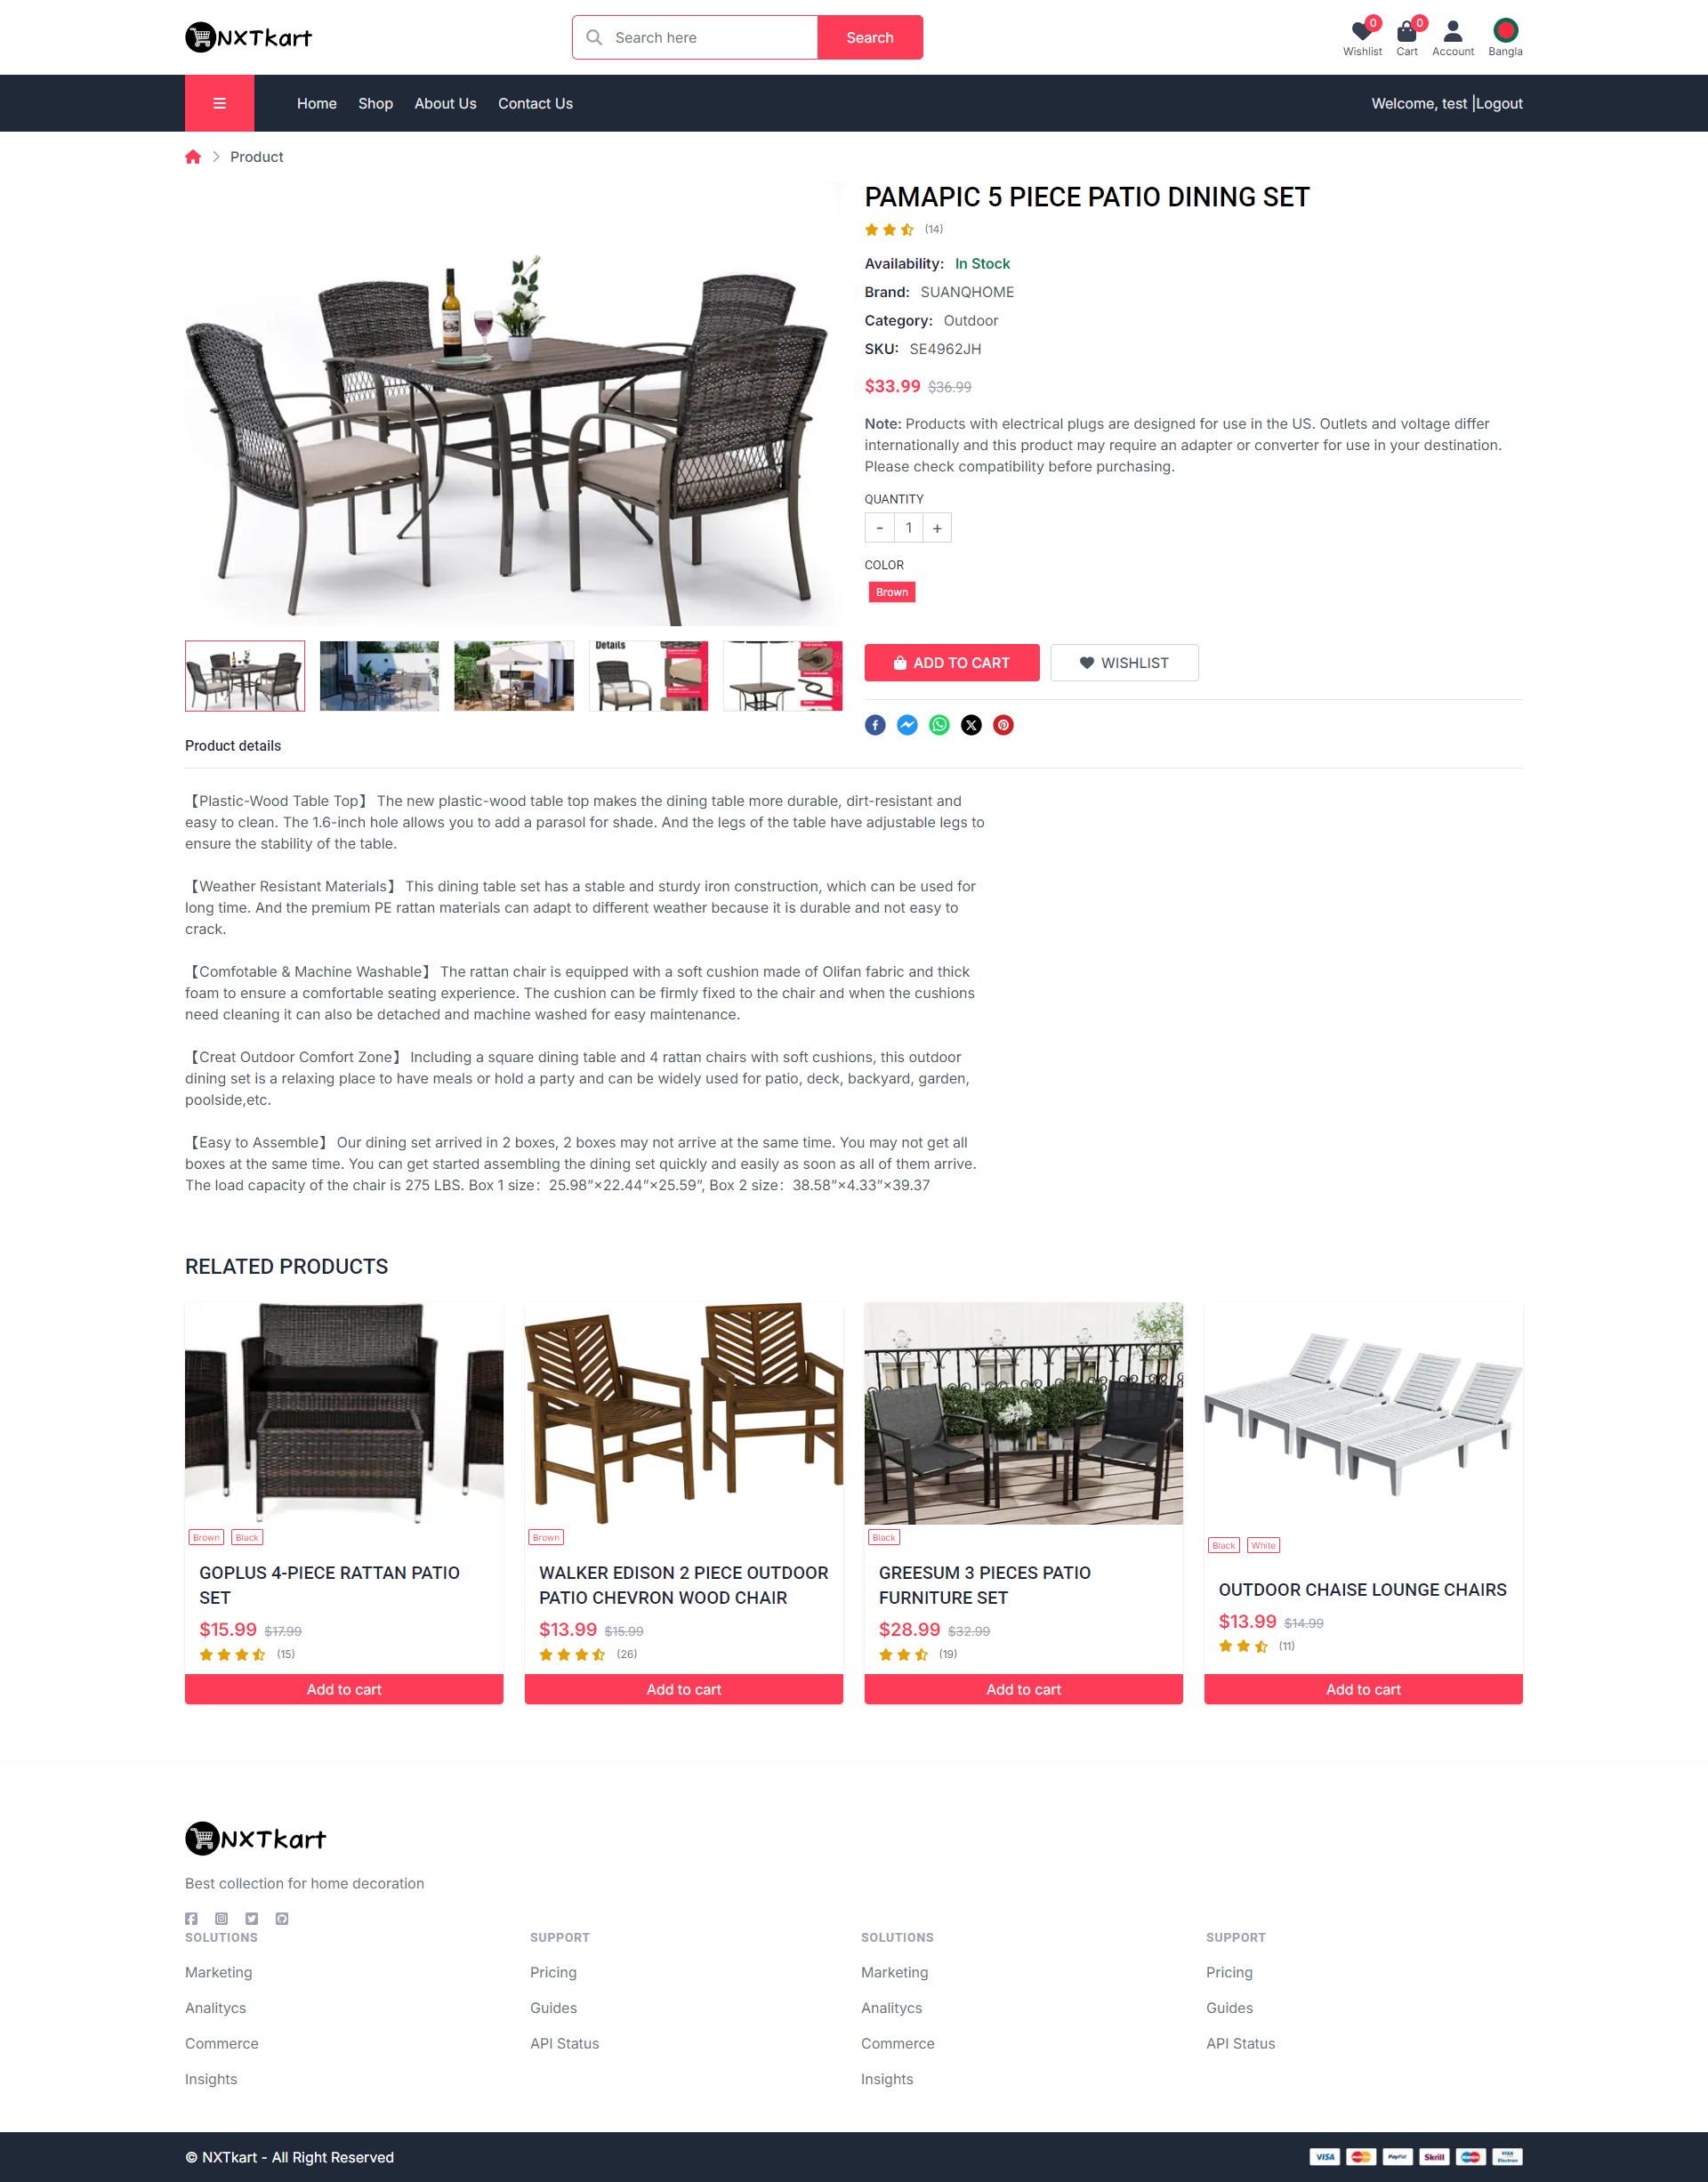 NXTkart
Search here
Search
0
0
Wishlist
Cart
Account
Bangla
Home
Shop
About Us
Contact Us
Welcome, test |Logout
Product
PAMAPIC 5 PIECE PATIO DINING SET
(14)
Availability: In Stock
Brand: SUANQHOME
Category: Outdoor
SKU: SE4962JH
$33.99 $36.99
Note: Products with electrical plugs are designed for use in the US. Outlets and voltage differ
internationally and this product may require an adapter or converter for use in your destination.
Please check compatibility before purchasing.
QUANTITY
- 1 +
COLOR
Brown
Details
ADD TO CART
WISHLIST
Product details
【Plastic-Wood Table Top】 The new plastic-wood table top makes the dining table more durable, dirt-resistant and
easy to clean. The 1.6-inch hole allows you to add a parasol for shade. And the legs of the table have adjustable legs to
ensure the stability of the table.
【Weather Resistant Materials】 This dining table set has a stable and sturdy iron construction, which can be used for
long time. And the premium PE rattan materials can adapt to different weather because it is durable and not easy to
crack.
【Comfotable & Machine Washable】 The rattan chair is equipped with a soft cushion made of Olifan fabric and thick
foam to ensure a comfortable seating experience. The cushion can be firmly fixed to the chair and when the cushions
need cleaning it can also be detached and machine washed for easy maintenance.
【Creat Outdoor Comfort Zone】 Including a square dining table and 4 rattan chairs with soft cushions, this outdoor
dining set is a relaxing place to have meals or hold a party and can be widely used for patio, deck, backyard, garden,
poolside,etc.
【Easy to Assemble】 Our dining set arrived in 2 boxes, 2 boxes may not arrive at the same time. You may not get all
boxes at the same time. You can get started assembling the dining set quickly and easily as soon as all of them arrive.
The load capacity of the chair is 275 LBS. Box 1 size：25.98”×22.44”×25.59”, Box 2 size：38.58”×4.33”×39.37
RELATED PRODUCTS
Brown Black
GOPLUS 4-PIECE RATTAN PATIO
SET
$15.99 $17.99
(15)
Add to cart
Brown
WALKER EDISON 2 PIECE OUTDOOR
PATIO CHEVRON WOOD CHAIR
$13.99 $15.99
(26)
Add to cart
Black
GREESUM 3 PIECES PATIO
FURNITURE SET
$28.99 $32.99
(19)
Add to cart
Black White
OUTDOOR CHAISE LOUNGE CHAIRS
$13.99 $14.99
(11)
Add to cart
NXTkart
Best collection for home decoration
SOLUTIONS
Marketing
Analitycs
Commerce
Insights
SUPPORT
Pricing
Guides
API Status
SOLUTIONS
Marketing
Analitycs
Commerce
Insights
SUPPORT
Pricing
Guides
API Status
© NXTkart - All Right Reserved
VISA
PayPal
Skrill
VISA
Electron